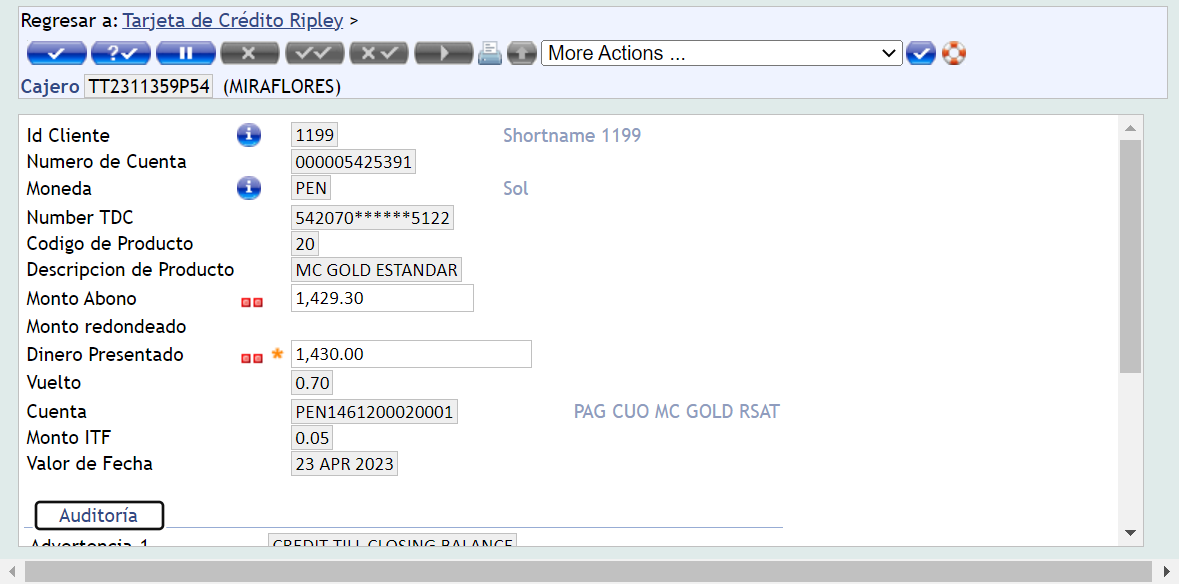 Regresar a: Tarjeta de Crédito Ripley >
More Actions ...
Cajero TT2311359P54 (MIRAFLORES)
Id Cliente 1199 Shortname 1199
Numero de Cuenta 000005425391
Moneda PEN Sol
Number TDC 542070******5122
Codigo de Producto 20
Descripcion de Producto MC GOLD ESTANDAR
Monto Abono 1,429.30
Monto redondeado
Dinero Presentado * 1,430.00
Vuelto 0.70
Cuenta PEN1461200020001 PAG CUO MC GOLD RSAT
Monto ITF 0.05
Valor de Fecha 23 APR 2023
Auditoría
Advertencia 1 CREDIT TILL CLOSING BALANCE